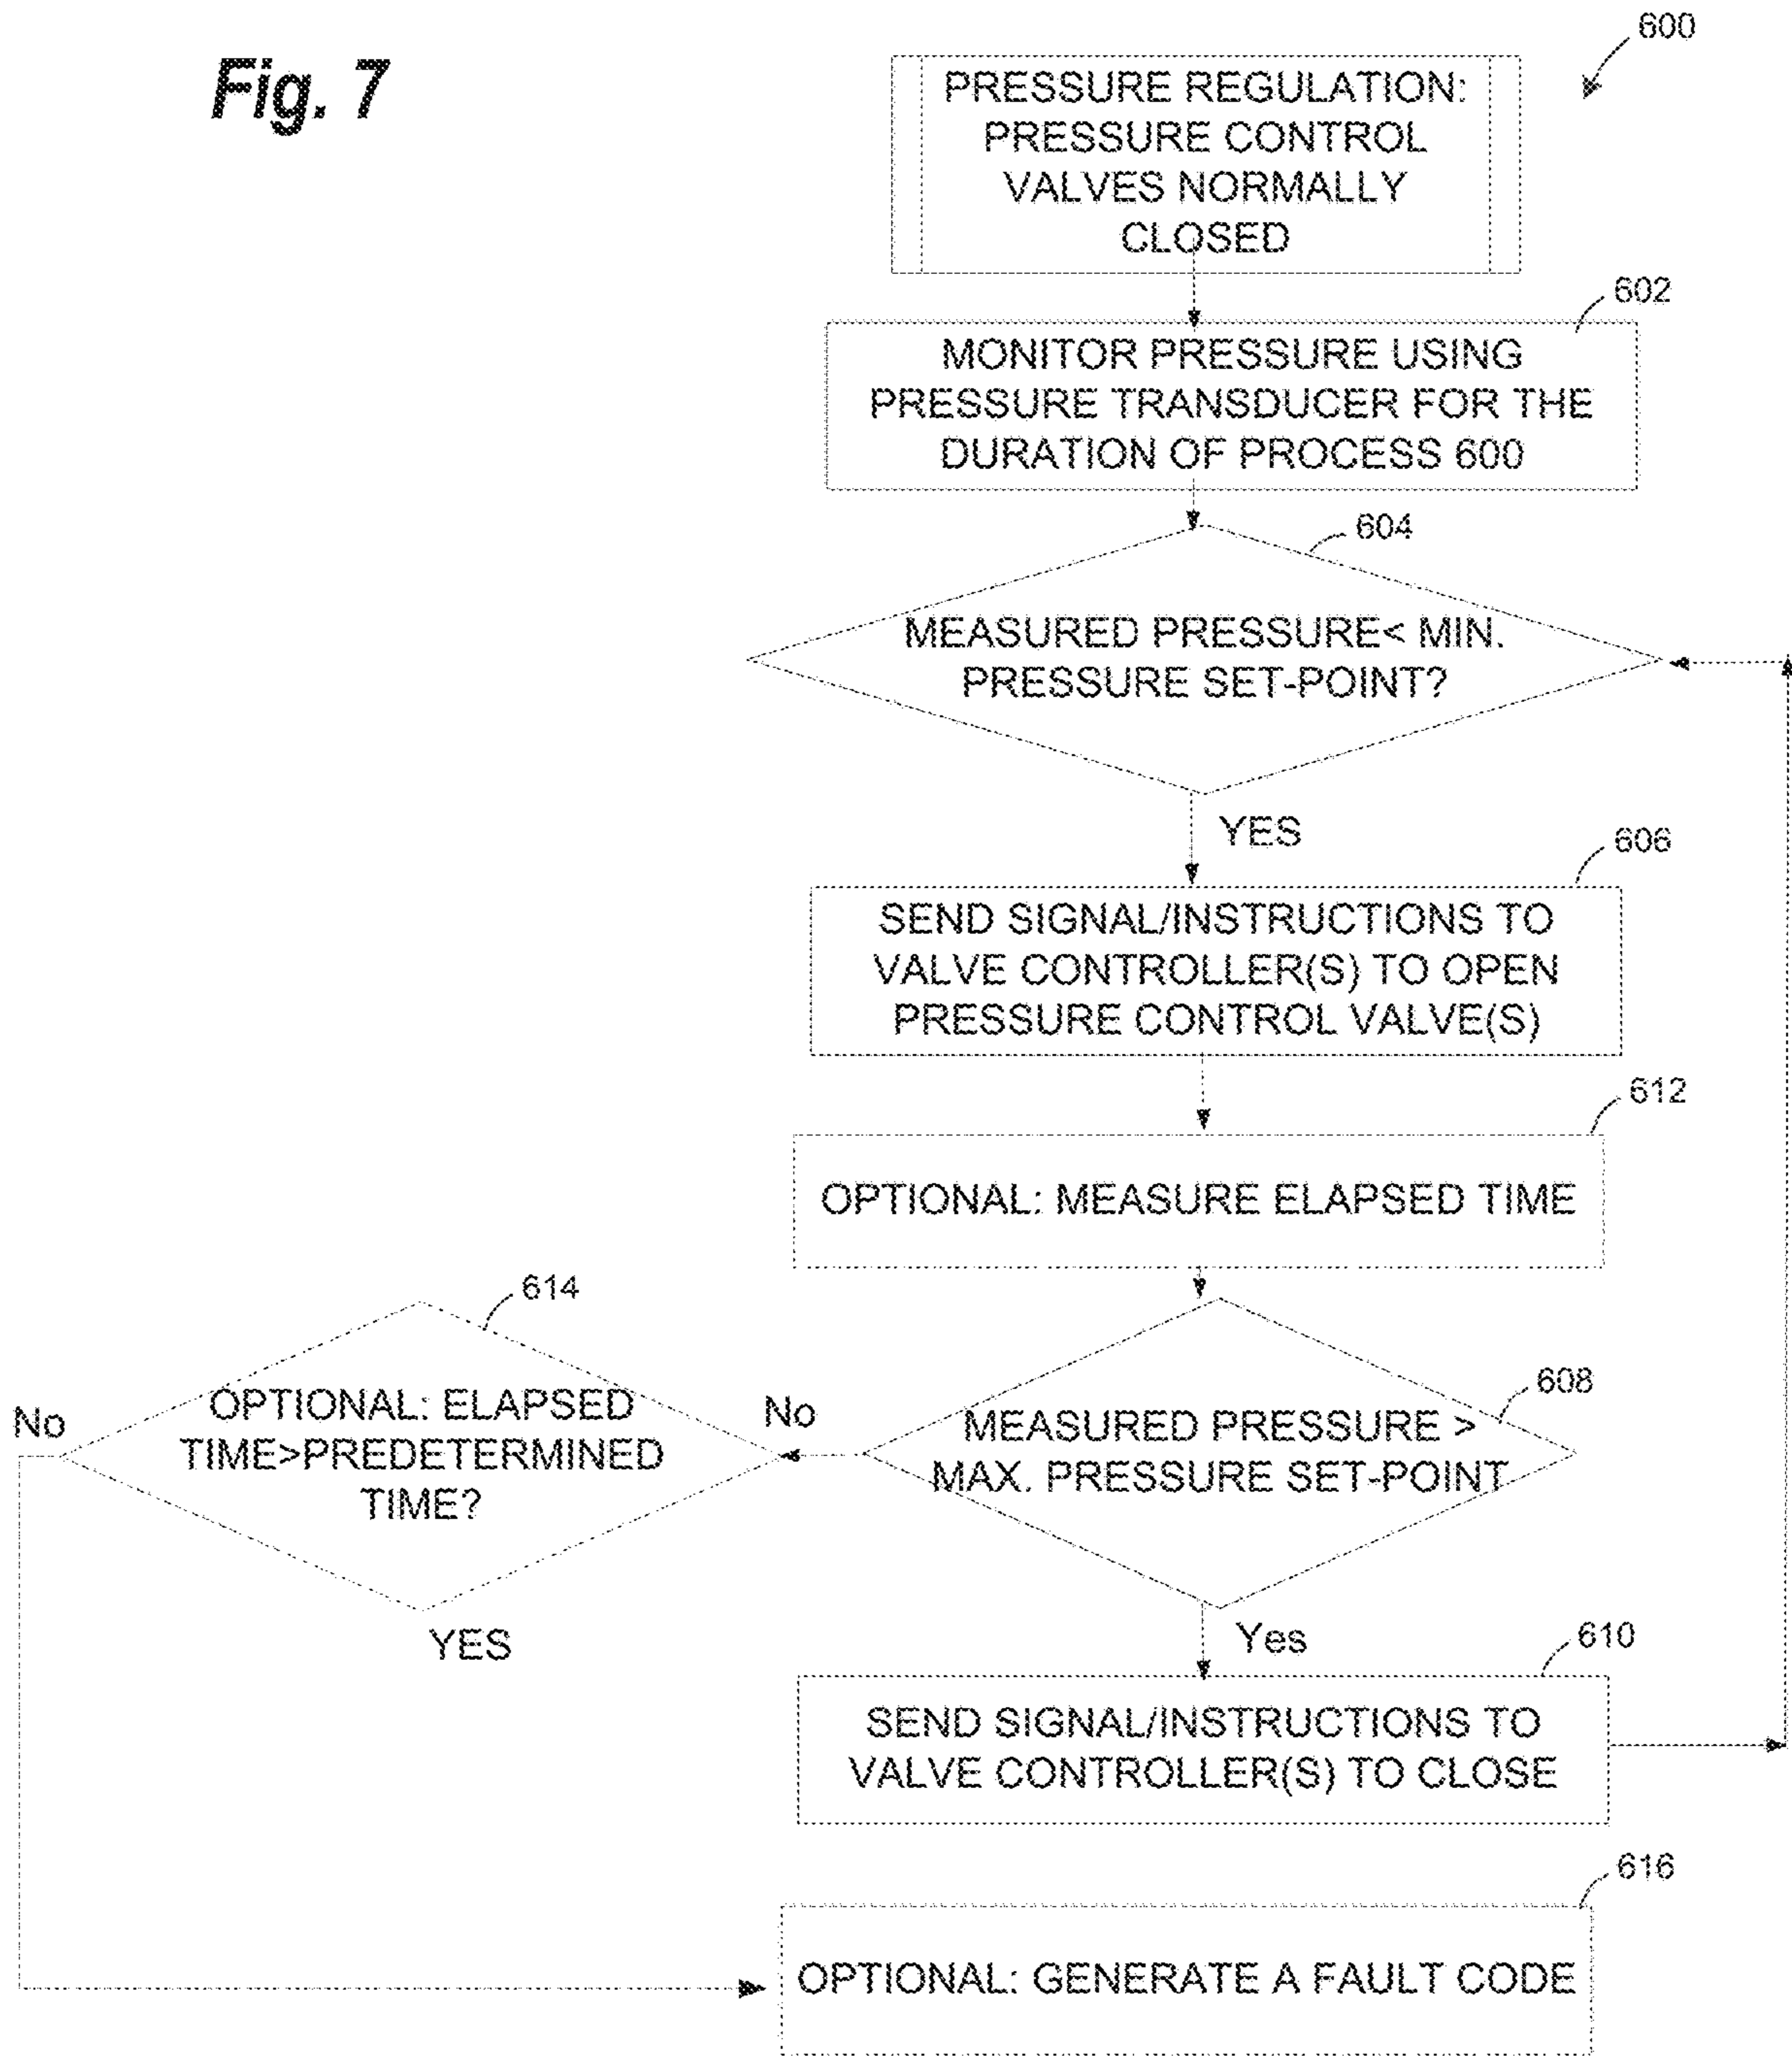 Fig. 7
600
PRESSURE REGULATION:
PRESSURE CONTROL
VALVES NORMALLY
CLOSED
602
MONITOR PRESSURE USING
PRESSURE TRANSDUCER FOR THE
DURATION OF PROCESS 600
604
MEASURED PRESSURE< MIN.
PRESSURE SET-POINT?
YES
606
SEND SIGNAL/INSTRUCTIONS TO
VALVE CONTROLLER(S) TO OPEN
PRESSURE CONTROL VALVE(S)
612
OPTIONAL: MEASURE ELAPSED TIME
614
No
OPTIONAL: ELAPSED
TIME>PREDETERMINED
TIME?
No
608
MEASURED PRESSURE >
MAX. PRESSURE SET-POINT
YES
Yes
610
SEND SIGNAL/INSTRUCTIONS TO
VALVE CONTROLLER(S) TO CLOSE
616
OPTIONAL: GENERATE A FAULT CODE